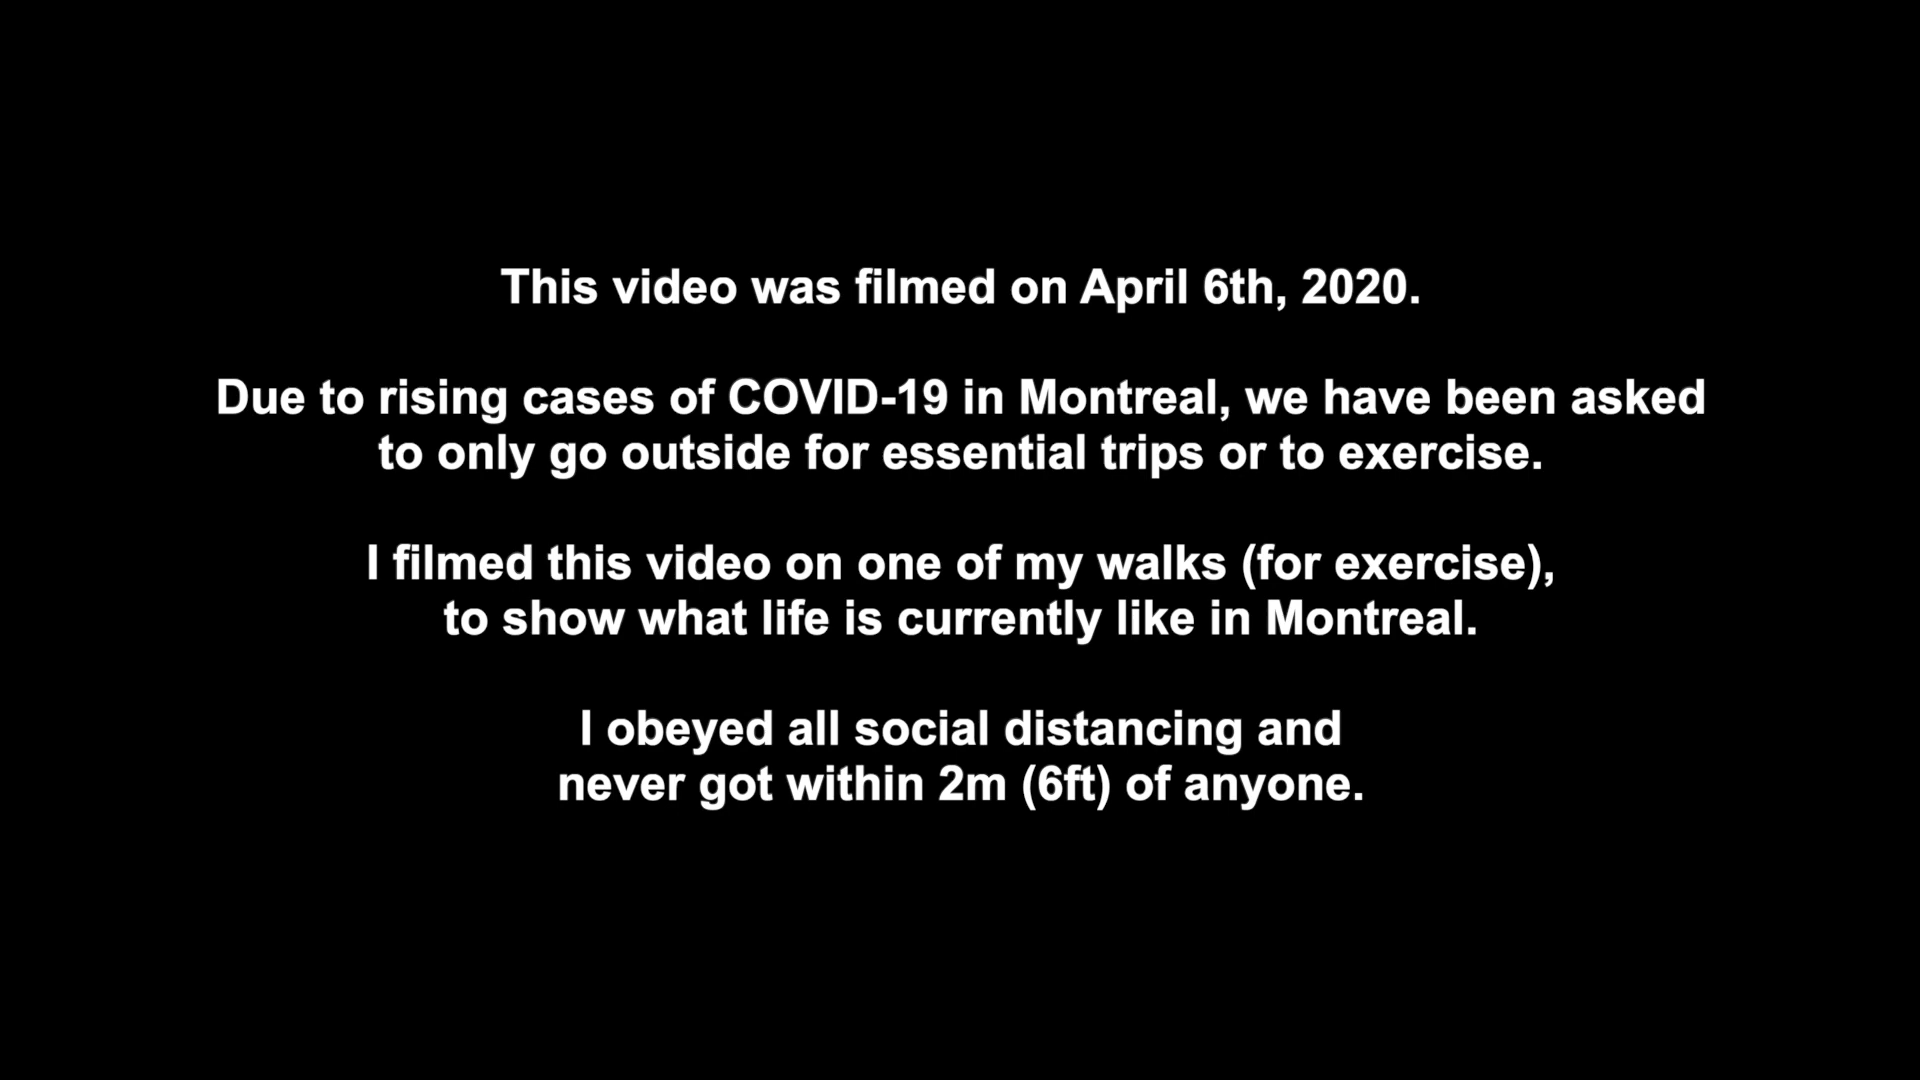 This video was filmed on April 6th, 2020.
Due to rising cases of COVID-19 in Montreal, we have been asked
to only go outside for essential trips or to exercise.
I filmed this video on one of my walks (for exercise),
to show what life is currently like in Montreal.
I obeyed all social distancing and
never got within 2m (6ft) of anyone.